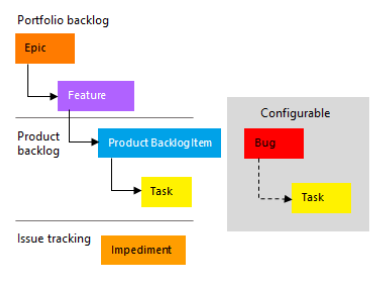 Portfolio backlog
Epic
Feature
Product
backlog
Product Backlog Item
Task
Issue tracking
Impediment
Configurable
Bug
Task